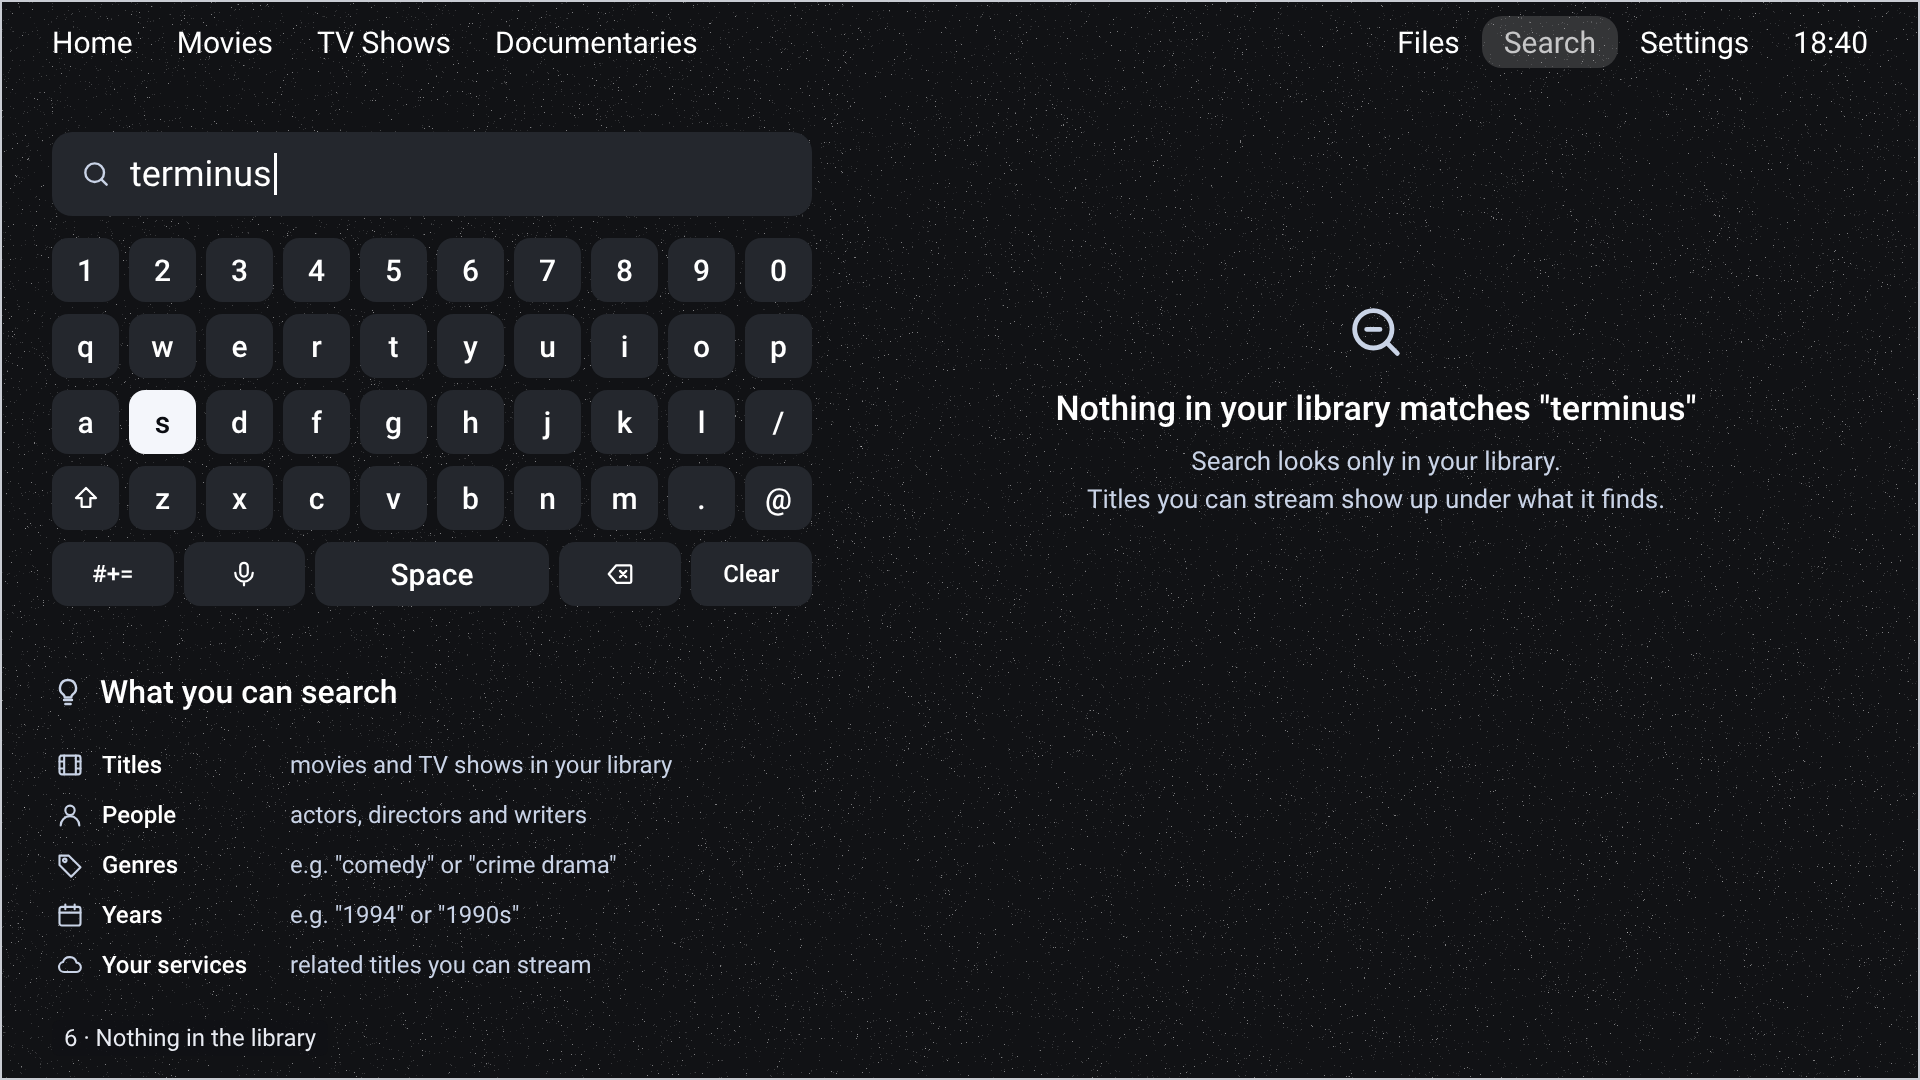 Home Movies TV Shows Documentaries Files Search Settings 18:40
terminus
1 2 3 4 5 6 7 8 9 0
q w e r t y u i o p
a s d f g h j k l /
z x c v b n m . @
#+= Space Clear
Nothing in your library matches "terminus"
Search looks only in your library.
Titles you can stream show up under what it finds.
What you can search
Titles movies and TV shows in your library
People actors, directors and writers
Genres e.g. "comedy" or "crime drama"
Years e.g. "1994" or "1990s"
Your services related titles you can stream
6 · Nothing in the library